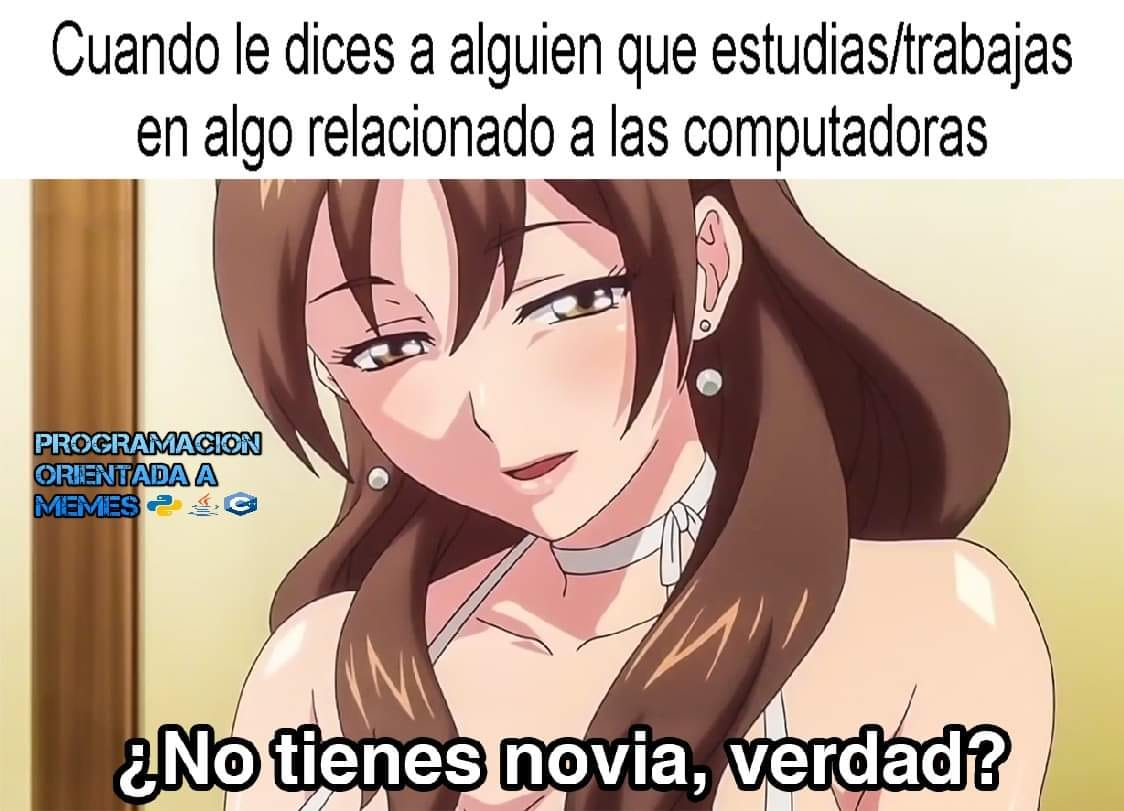 Cuando le dices a alguien que estudias/trabajas
en algo relacionado a las computadoras
PROGRAMACION
ORIENTADA A
MEMES
¿No tienes novia, verdad?